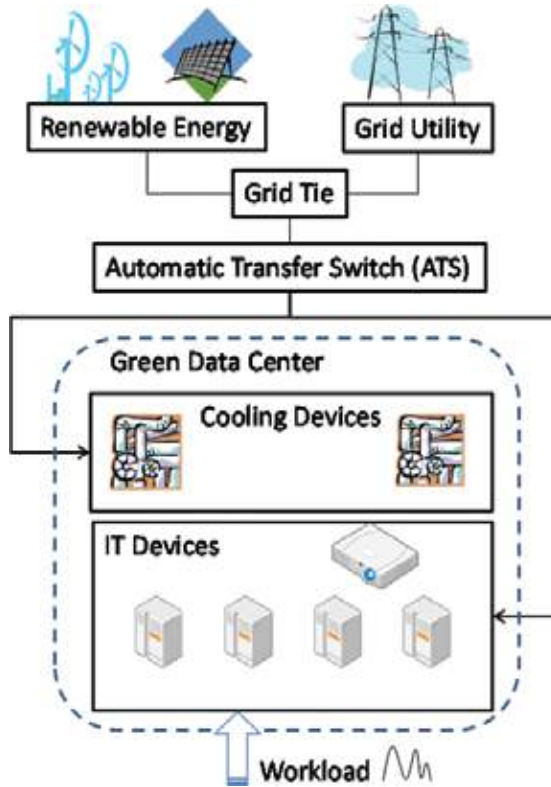 Renewable Energy
Grid Utility
Grid Tie
Automatic Transfer Switch (ATS)
Green Data Center
Cooling Devices
IT Devices
Workload